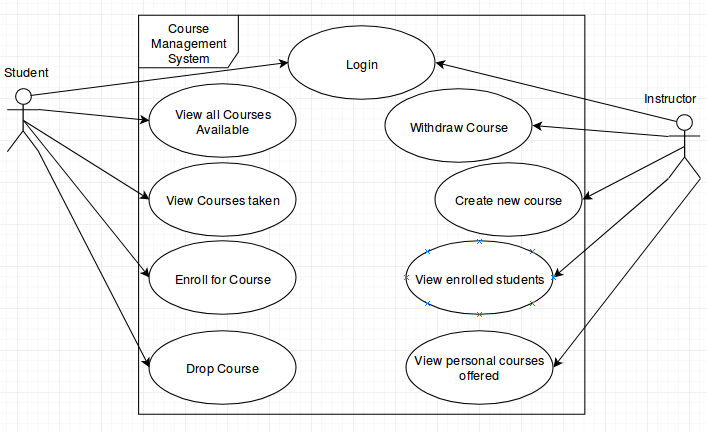 Course
Management
System
Student
Login
Instructor
View all Courses
Available
Withdraw Course
View Courses taken
Create new course
Enroll for Course
View enrolled students
Drop Course
View personal courses
offered